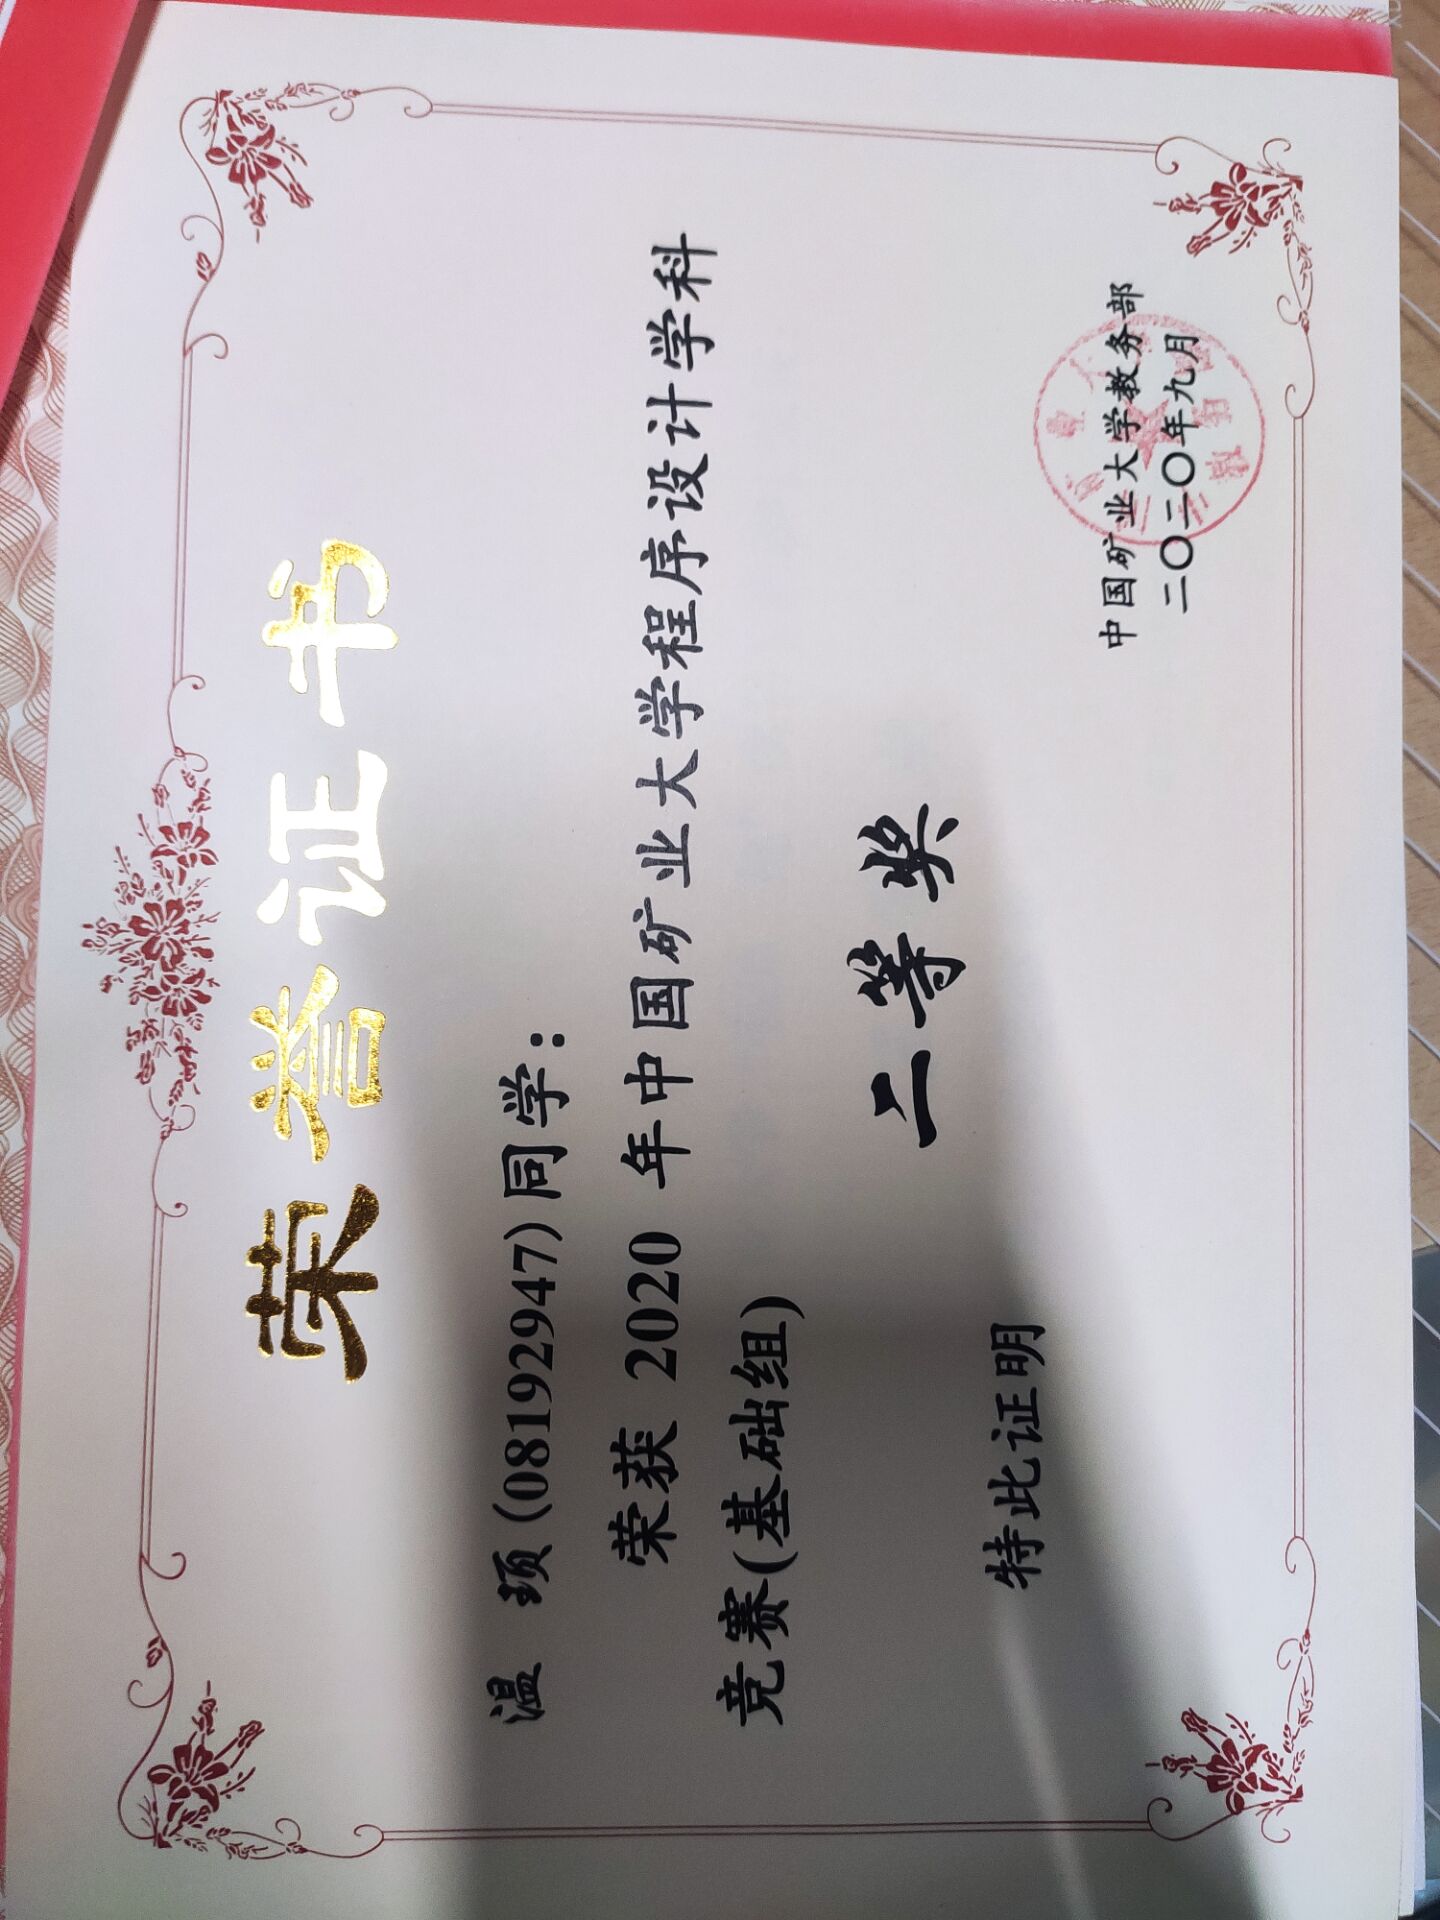 荣誉证书
温 顼(08192947)同学:
荣获 2020 年中国矿业大学程序设计学科
竞赛(基础组)
二等奖
特此证明
中国矿业大学教务部
二〇二〇年九月